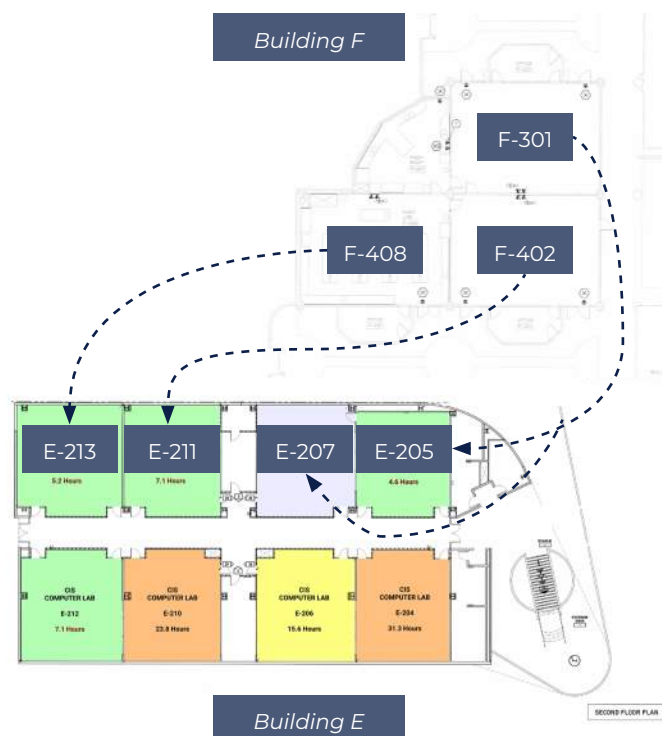 Building F
F-301
F-408
F-402
E-213
E-211
E-207
E-205
5.2 Hours
7.1 Hours
4.6 Hours
CIS
COMPUTER LAB
E-212
7.1 Hours
CIS
COMPUTER LAB
E-210
23.8 Hours
CIS
COMPUTER LAB
E-206
15.6 Hours
CIS
COMPUTER LAB
E-204
31.3 Hours
SECOND FLOOR PLAN
Building E